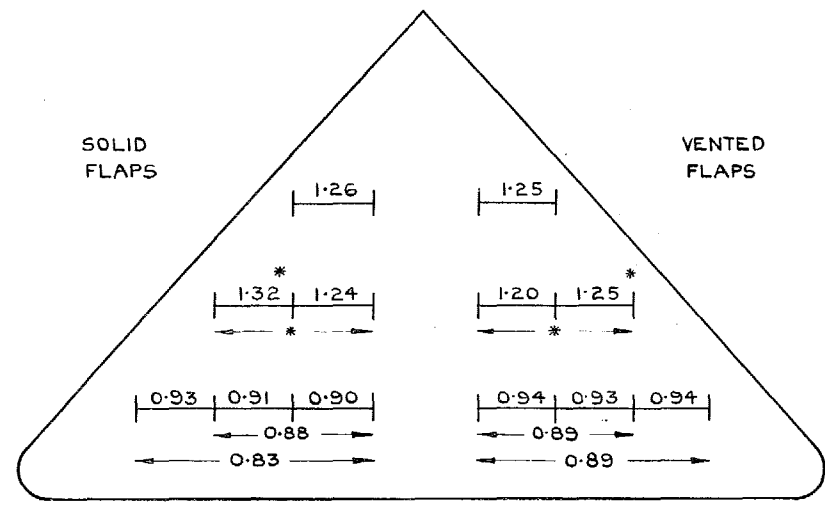 SOLID
FLAPS
VENTED
FLAPS
1·26 1·25
* *
1·32 1·24 1·20 1·25
* *
0·93 0·91 0·90 0·94 0·93 0·94
0·88 0·89
0·83 0·89